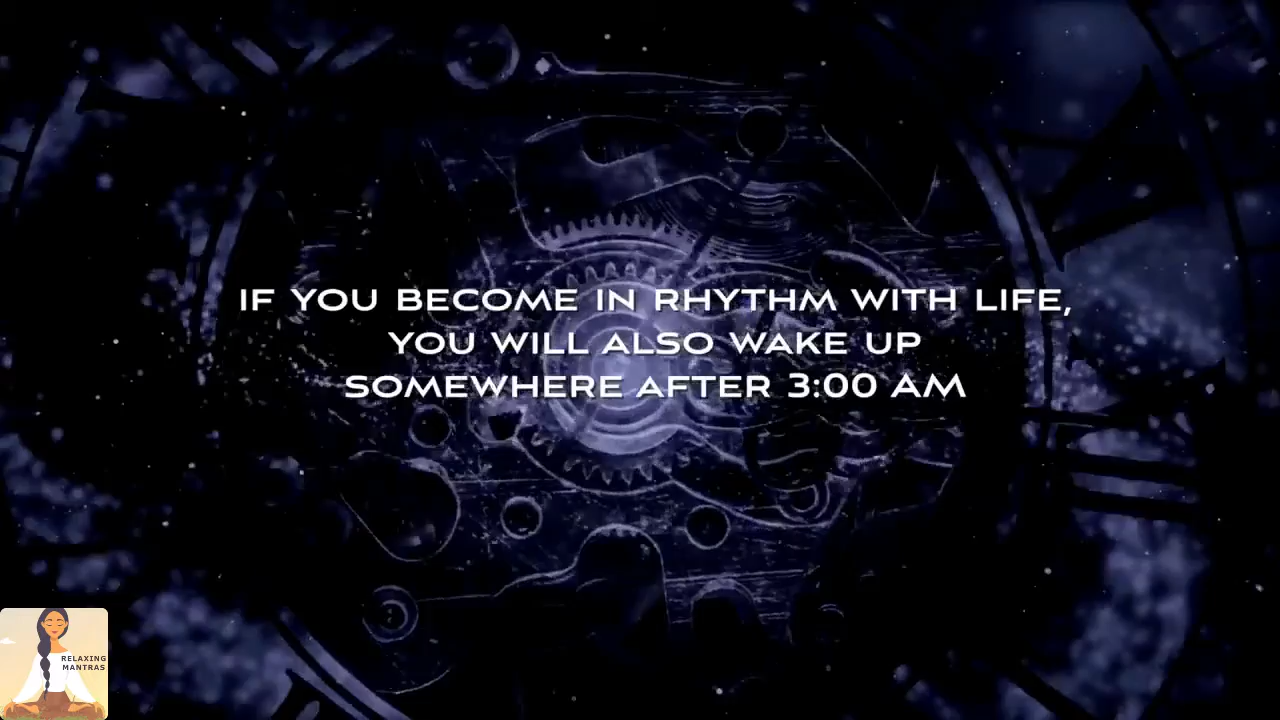 IF YOU BECOME IN RHYTHM WITH LIFE,
YOU WILL ALSO WAKE UP
SOMEWHERE AFTER 3:00 AM
RELAXING
MANTRAS